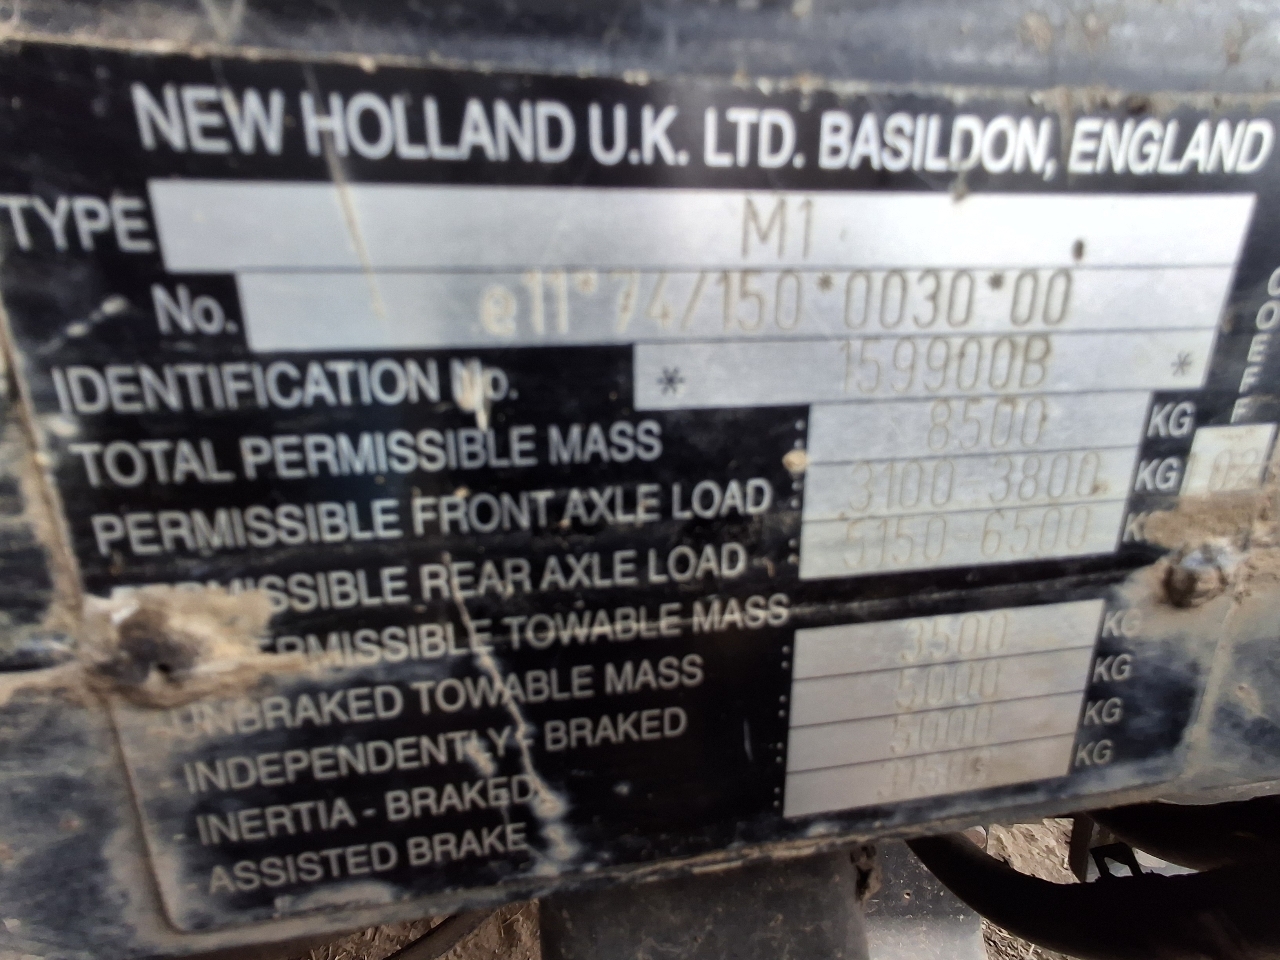 NEW HOLLAND U.K. LTD. BASILDON, ENGLAND
TYPE M1
No. e11*74/150*0030*00
IDENTIFICATION No. * 159900B *
TOTAL PERMISSIBLE MASS : 8500 KG
PERMISSIBLE FRONT AXLE LOAD : 3100-3800 KG
PERMISSIBLE REAR AXLE LOAD : 5150 6500
PERMISSIBLE TOWABLE MASS
- UNBRAKED TOWABLE MASS : 3500 KG
- INDEPENDENTLY - BRAKED : 5000 KG
- INERTIA - BRAKED : 5000 KG
- ASSISTED BRAKE : KG
COEFF